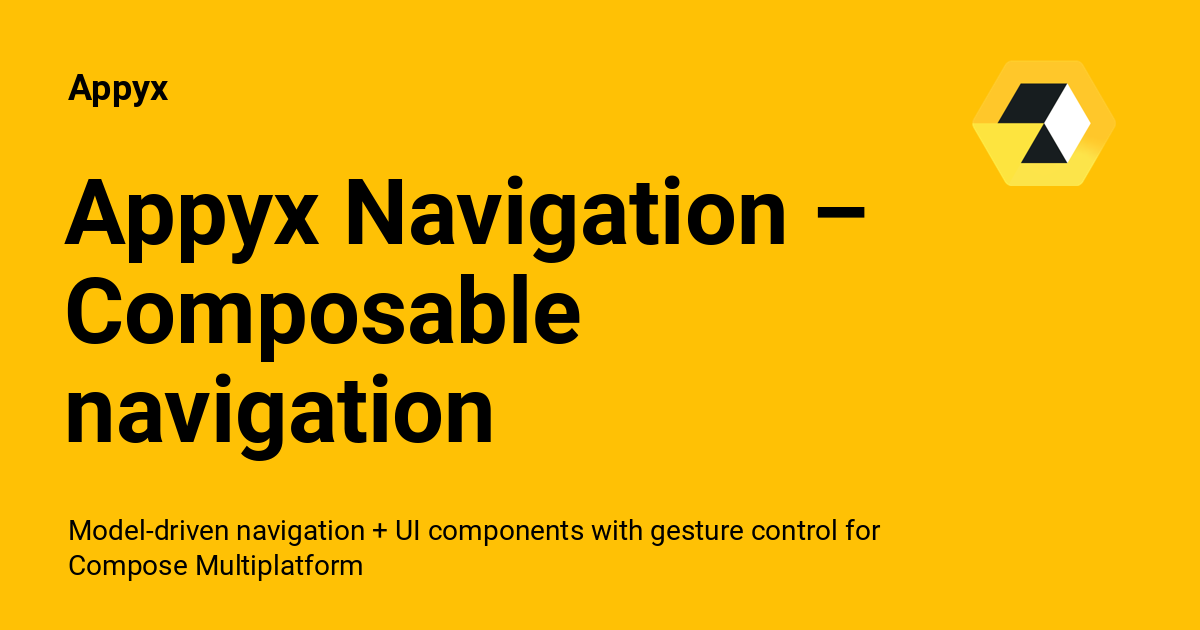 Appyx
Appyx Navigation –
Composable
navigation
Model-driven navigation + UI components with gesture control for
Compose Multiplatform